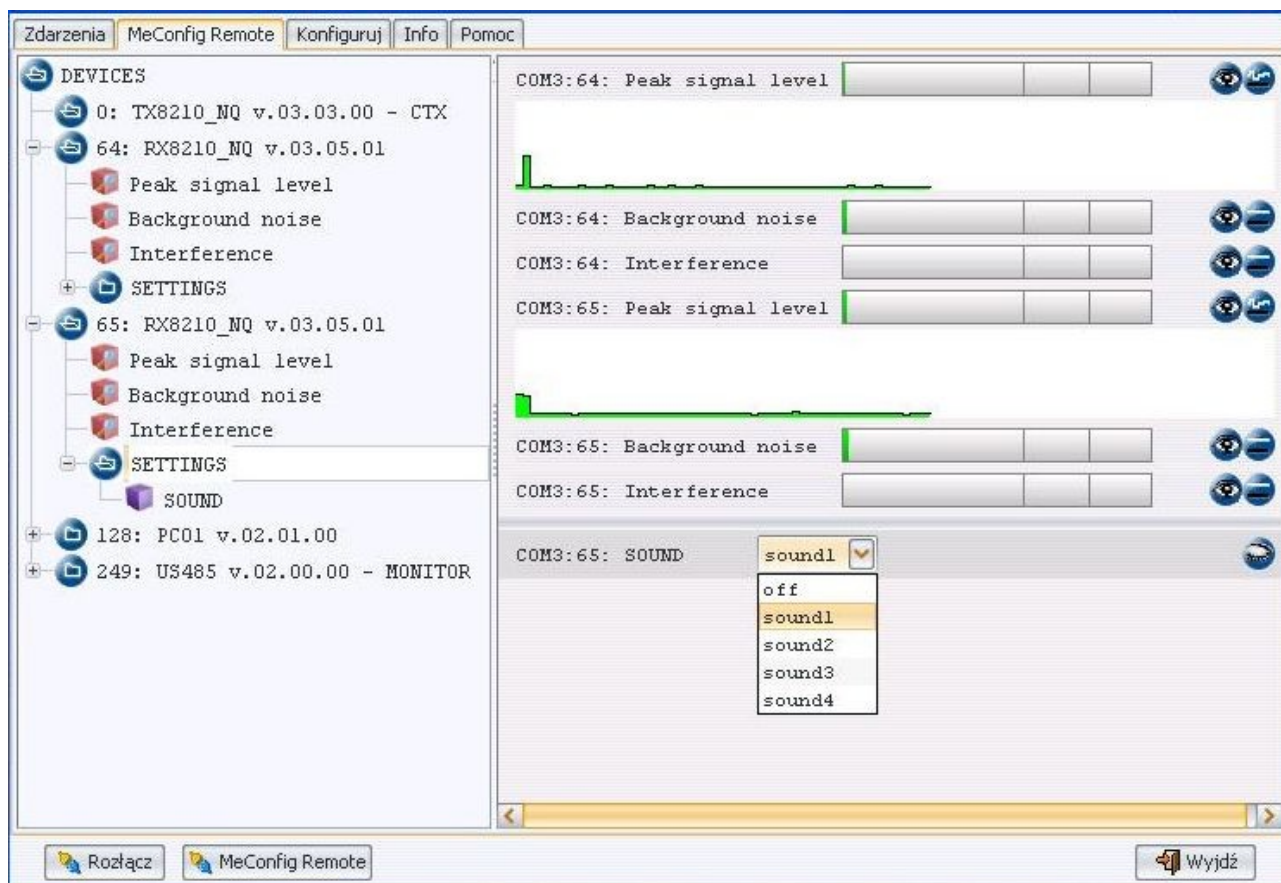 Zdarzenia MeConfig Remote Konfiguruj Info Pomoc
DEVICES
0: TX8210_NQ v.03.03.00 - CTX
64: RX8210_NQ v.03.05.01
Peak signal level
Background noise
Interference
SETTINGS
65: RX8210_NQ v.03.05.01
Peak signal level
Background noise
Interference
SETTINGS
SOUND
128: PC01 v.02.01.00
249: US485 v.02.00.00 - MONITOR
COM3:64: Peak signal level
COM3:64: Background noise
COM3:64: Interference
COM3:65: Peak signal level
COM3:65: Background noise
COM3:65: Interference
COM3:65: SOUND sound1
off
sound1
sound2
sound3
sound4
Rozłącz MeConfig Remote Wyjdź